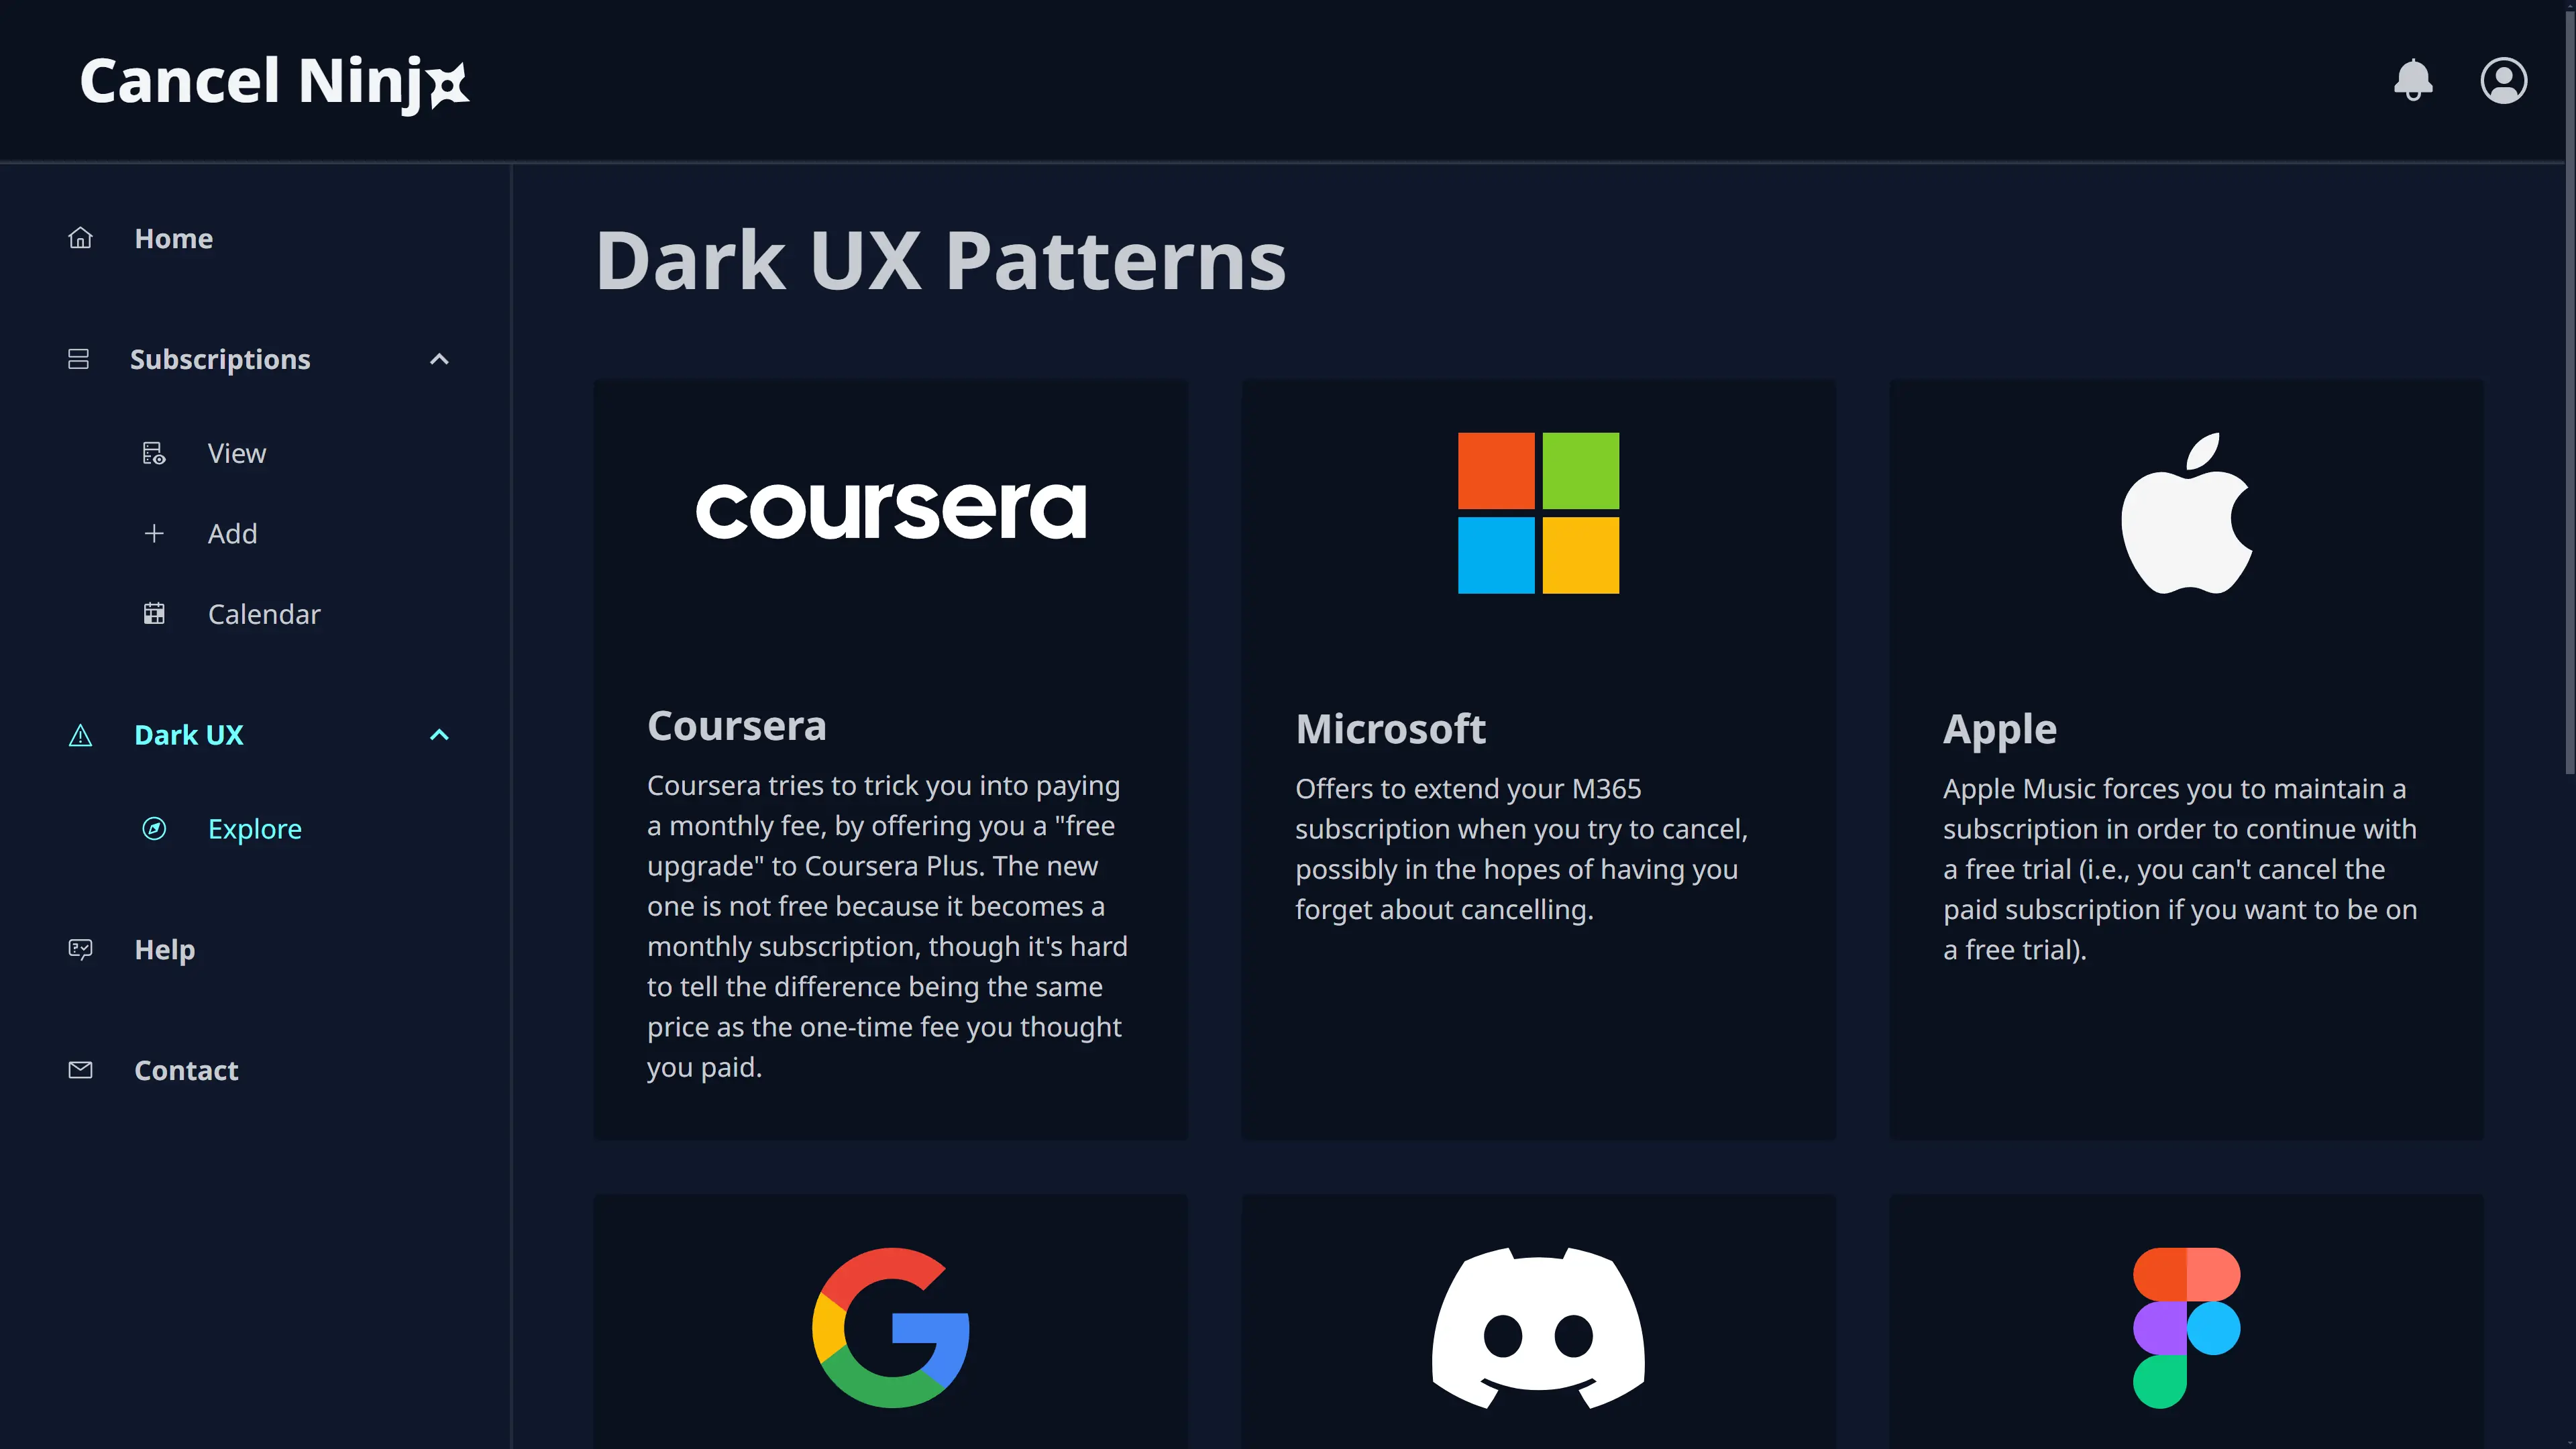 Cancel Ninj
Home
Subscriptions
View
Add
Calendar
Dark UX
Explore
Help
Contact
Dark UX Patterns
coursera
Coursera
Coursera tries to trick you into paying
a monthly fee, by offering you a "free
upgrade" to Coursera Plus. The new
one is not free because it becomes a
monthly subscription, though it's hard
to tell the difference being the same
price as the one-time fee you thought
you paid.
Microsoft
Offers to extend your M365
subscription when you try to cancel,
possibly in the hopes of having you
forget about cancelling.
Apple
Apple Music forces you to maintain a
subscription in order to continue with
a free trial (i.e., you can't cancel the
paid subscription if you want to be on
a free trial).